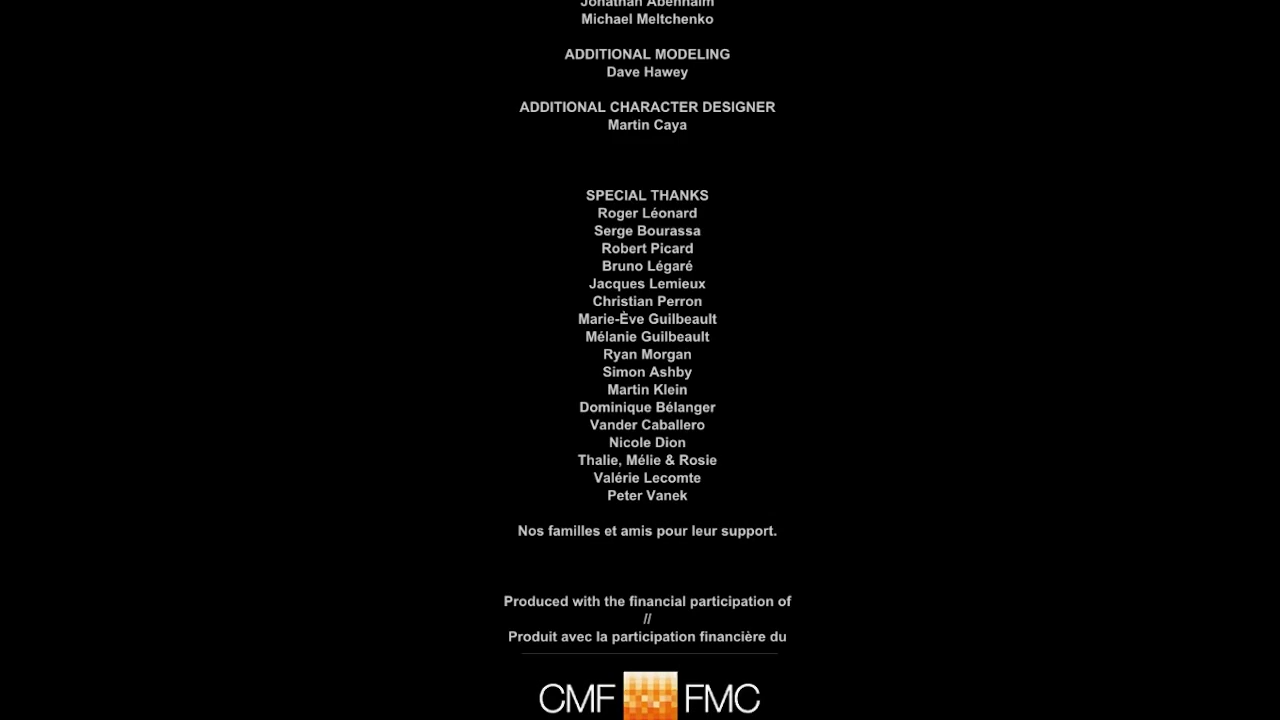 Jonathan Abenhaim
Michael Meltchenko
ADDITIONAL MODELING
Dave Hawey
ADDITIONAL CHARACTER DESIGNER
Martin Caya
SPECIAL THANKS
Roger Léonard
Serge Bourassa
Robert Picard
Bruno Légaré
Jacques Lemieux
Christian Perron
Marie-Ève Guilbeault
Mélanie Guilbeault
Ryan Morgan
Simon Ashby
Martin Klein
Dominique Bélanger
Vander Caballero
Nicole Dion
Thalie, Mélie & Rosie
Valérie Lecomte
Peter Vanek
Nos familles et amis pour leur support.
Produced with the financial participation of
//
Produit avec la participation financière du
CMF FMC